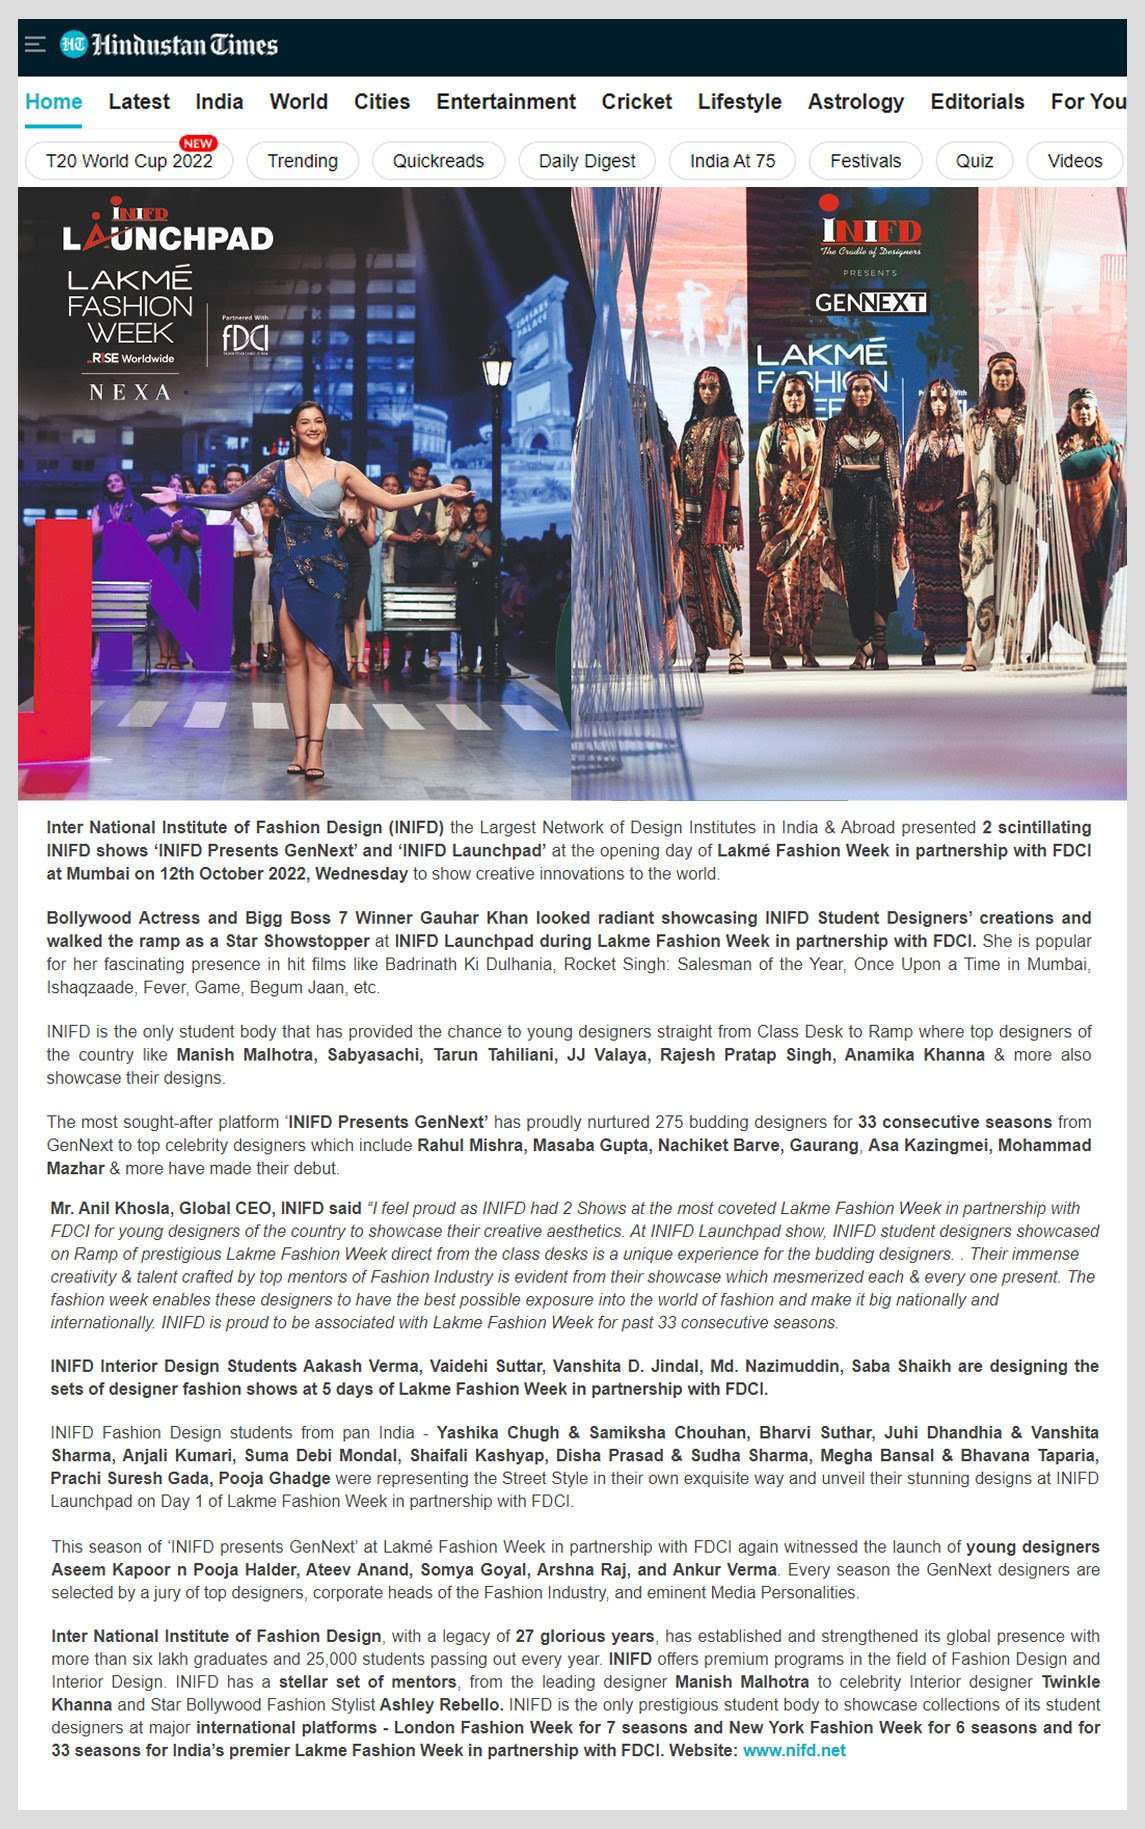 HT Hindustan Times
Home Latest India World Cities Entertainment Cricket Lifestyle Astrology Editorials For You
NEW
T20 World Cup 2022 Trending Quickreads Daily Digest India At 75 Festivals Quiz Videos
INIFD
LAUNCHPAD
LAKMÉ
FASHION
WEEK
Partnered With
FDCI
RISE Worldwide
NEXA
CAESARS
PALACE
INIFD
The Cradle of Designers
PRESENTS
GENNEXT
LAKMÉ
FASHION
Inter National Institute of Fashion Design (INIFD) the Largest Network of Design Institutes in India & Abroad presented 2 scintillating
INIFD shows ‘INIFD Presents GenNext’ and ‘INIFD Launchpad’ at the opening day of Lakmé Fashion Week in partnership with FDCI
at Mumbai on 12th October 2022, Wednesday to show creative innovations to the world.
Bollywood Actress and Bigg Boss 7 Winner Gauhar Khan looked radiant showcasing INIFD Student Designers’ creations and
walked the ramp as a Star Showstopper at INIFD Launchpad during Lakme Fashion Week in partnership with FDCI. She is popular
for her fascinating presence in hit films like Badrinath Ki Dulhania, Rocket Singh: Salesman of the Year, Once Upon a Time in Mumbai,
Ishaqzaade, Fever, Game, Begum Jaan, etc.
INIFD is the only student body that has provided the chance to young designers straight from Class Desk to Ramp where top designers of
the country like Manish Malhotra, Sabyasachi, Tarun Tahiliani, JJ Valaya, Rajesh Pratap Singh, Anamika Khanna & more also
showcase their designs.
The most sought-after platform ‘INIFD Presents GenNext’ has proudly nurtured 275 budding designers for 33 consecutive seasons from
GenNext to top celebrity designers which include Rahul Mishra, Masaba Gupta, Nachiket Barve, Gaurang, Asa Kazingmei, Mohammad
Mazhar & more have made their debut.
Mr. Anil Khosla, Global CEO, INIFD said “I feel proud as INIFD had 2 Shows at the most coveted Lakme Fashion Week in partnership with
FDCI for young designers of the country to showcase their creative aesthetics. At INIFD Launchpad show, INIFD student designers showcased
on Ramp of prestigious Lakme Fashion Week direct from the class desks is a unique experience for the budding designers. . Their immense
creativity & talent crafted by top mentors of Fashion Industry is evident from their showcase which mesmerized each & every one present. The
fashion week enables these designers to have the best possible exposure into the world of fashion and make it big nationally and
internationally. INIFD is proud to be associated with Lakme Fashion Week for past 33 consecutive seasons.
INIFD Interior Design Students Aakash Verma, Vaidehi Suttar, Vanshita D. Jindal, Md. Nazimuddin, Saba Shaikh are designing the
sets of designer fashion shows at 5 days of Lakme Fashion Week in partnership with FDCI.
INIFD Fashion Design students from pan India - Yashika Chugh & Samiksha Chouhan, Bharvi Suthar, Juhi Dhandhia & Vanshita
Sharma, Anjali Kumari, Suma Debi Mondal, Shaifali Kashyap, Disha Prasad & Sudha Sharma, Megha Bansal & Bhavana Taparia,
Prachi Suresh Gada, Pooja Ghadge were representing the Street Style in their own exquisite way and unveil their stunning designs at INIFD
Launchpad on Day 1 of Lakme Fashion Week in partnership with FDCI.
This season of ‘INIFD presents GenNext’ at Lakmé Fashion Week in partnership with FDCI again witnessed the launch of young designers
Aseem Kapoor n Pooja Halder, Ateev Anand, Somya Goyal, Arshna Raj, and Ankur Verma. Every season the GenNext designers are
selected by a jury of top designers, corporate heads of the Fashion Industry, and eminent Media Personalities.
Inter National Institute of Fashion Design, with a legacy of 27 glorious years, has established and strengthened its global presence with
more than six lakh graduates and 25,000 students passing out every year. INIFD offers premium programs in the field of Fashion Design and
Interior Design. INIFD has a stellar set of mentors, from the leading designer Manish Malhotra to celebrity Interior designer Twinkle
Khanna and Star Bollywood Fashion Stylist Ashley Rebello. INIFD is the only prestigious student body to showcase collections of its student
designers at major international platforms - London Fashion Week for 7 seasons and New York Fashion Week for 6 seasons and for
33 seasons for India’s premier Lakme Fashion Week in partnership with FDCI. Website: www.nifd.net